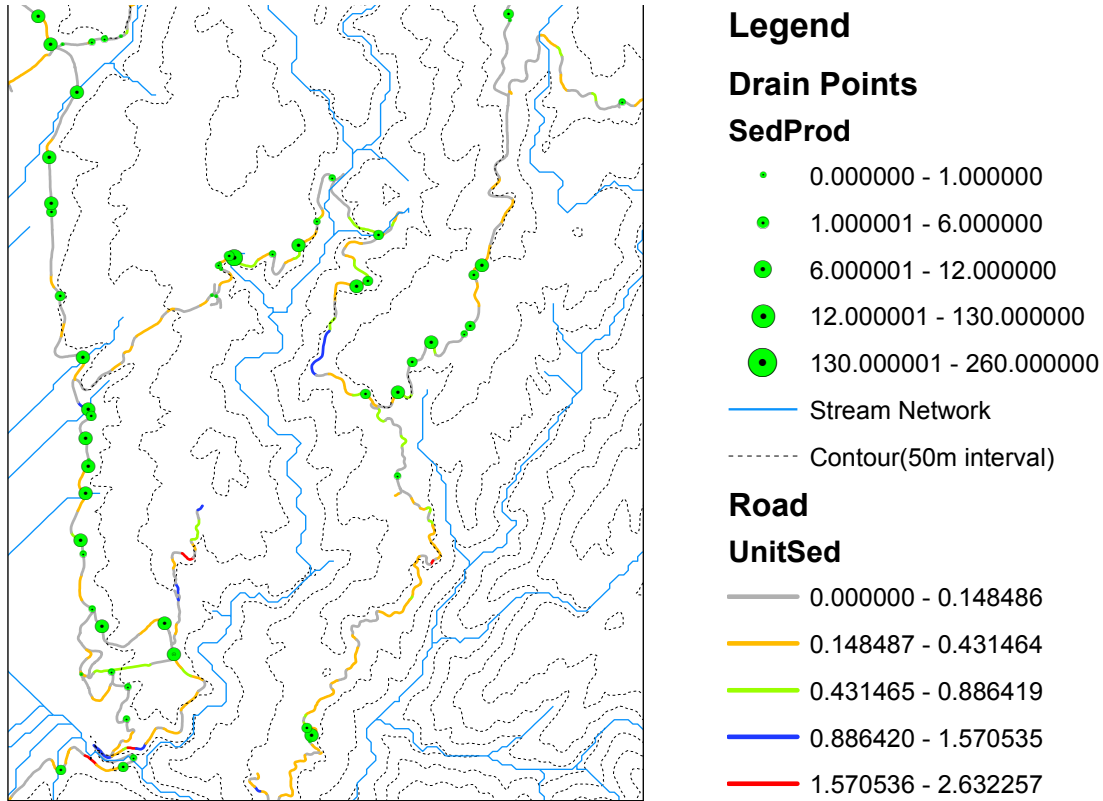 Legend
Drain Points
SedProd
0.000000 - 1.000000
1.000001 - 6.000000
6.000001 - 12.000000
12.000001 - 130.000000
130.000001 - 260.000000
Stream Network
Contour(50m interval)
Road
UnitSed
0.000000 - 0.148486
0.148487 - 0.431464
0.431465 - 0.886419
0.886420 - 1.570535
1.570536 - 2.632257